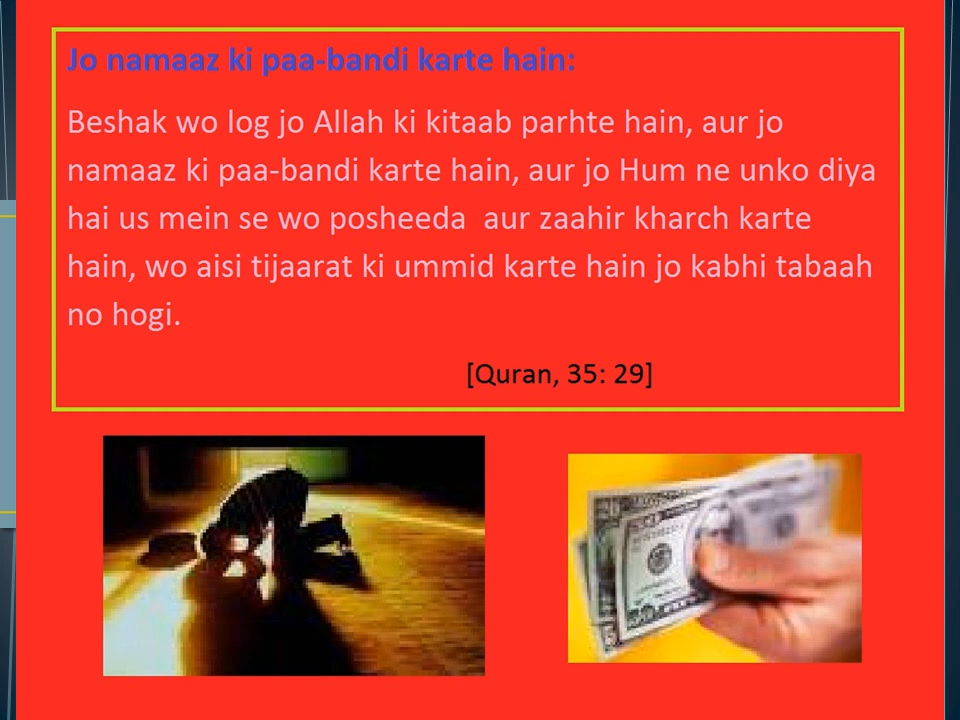 Jo namaaz ki paa-bandi karte hain:
Beshak wo log jo Allah ki kitaab parhte hain, aur jo
namaaz ki paa-bandi karte hain, aur jo Hum ne unko diya
hai us mein se wo posheeda  aur zaahir kharch karte
hain, wo aisi tijaarat ki ummid karte hain jo kabhi tabaah
no hogi.
[Quran, 35: 29]